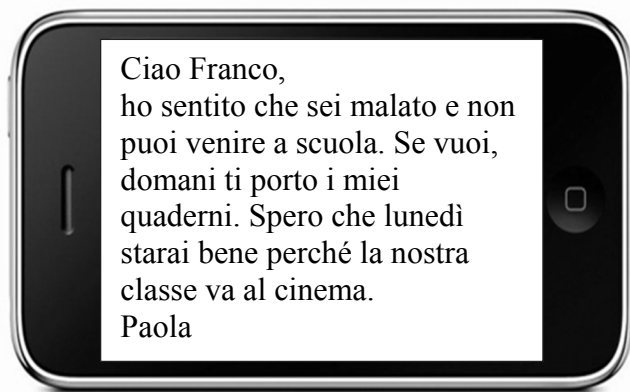 Ciao Franco,
ho sentito che sei malato e non
puoi venire a scuola. Se vuoi,
domani ti porto i miei
quaderni. Spero che lunedì
starai bene perché la nostra
classe va al cinema.
Paola